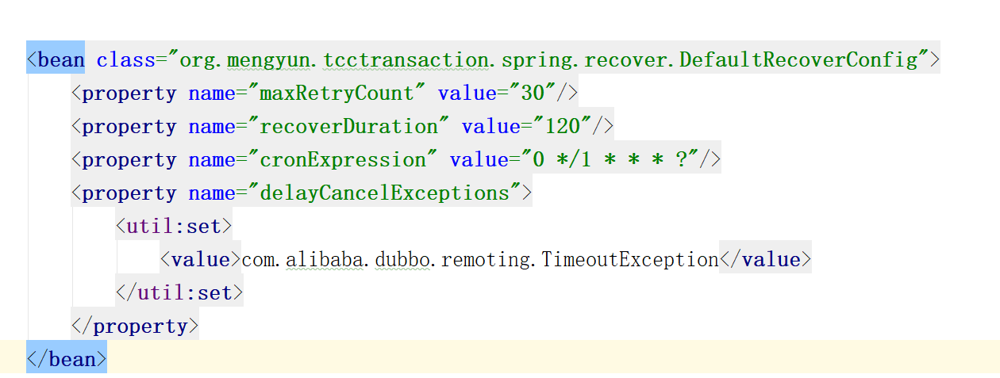 <bean class="org.mengyun.tcctransaction.spring.recover.DefaultRecoverConfig">
<property name="maxRetryCount" value="30"/>
<property name="recoverDuration" value="120"/>
<property name="cronExpression" value="0 */1 * * * ?"/>
<property name="delayCancelExceptions">
<util:set>
<value>com.alibaba.dubbo.remoting.TimeoutException</value>
</util:set>
</property>
</bean>